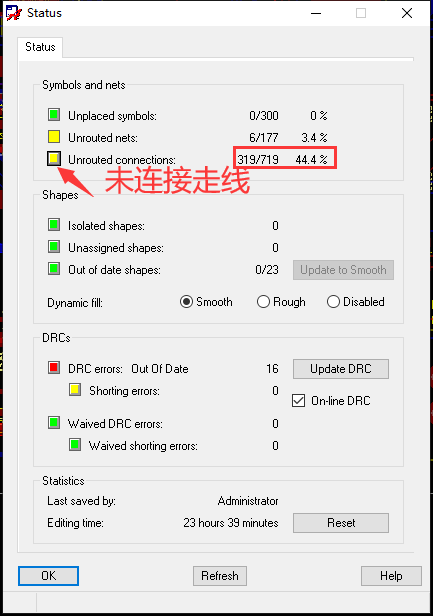 Status
Status
Symbols and nets
Unplaced symbols: 0/300 0 %
Unrouted nets: 6/177 3.4 %
Unrouted connections: 319/719 44.4 %
未连接走线
Shapes
Isolated shapes: 0
Unassigned shapes: 0
Out of date shapes: 0/23 Update to Smooth
Dynamic fill: Smooth Rough Disabled
DRCs
DRC errors: Out Of Date 16 Update DRC
Shorting errors: 0
On-line DRC
Waived DRC errors: 0
Waived shorting errors: 0
Statistics
Last saved by: Administrator
Editing time: 23 hours 39 minutes Reset
OK Refresh Help